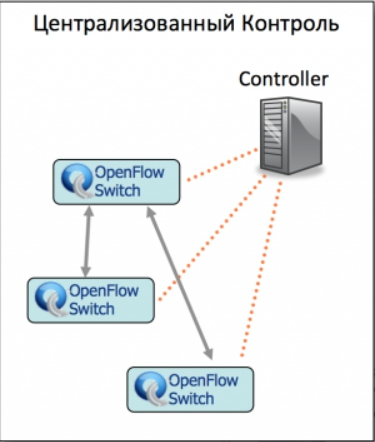 Централизованный Контроль
Controller
OpenFlow
Switch
OpenFlow
Switch
OpenFlow
Switch